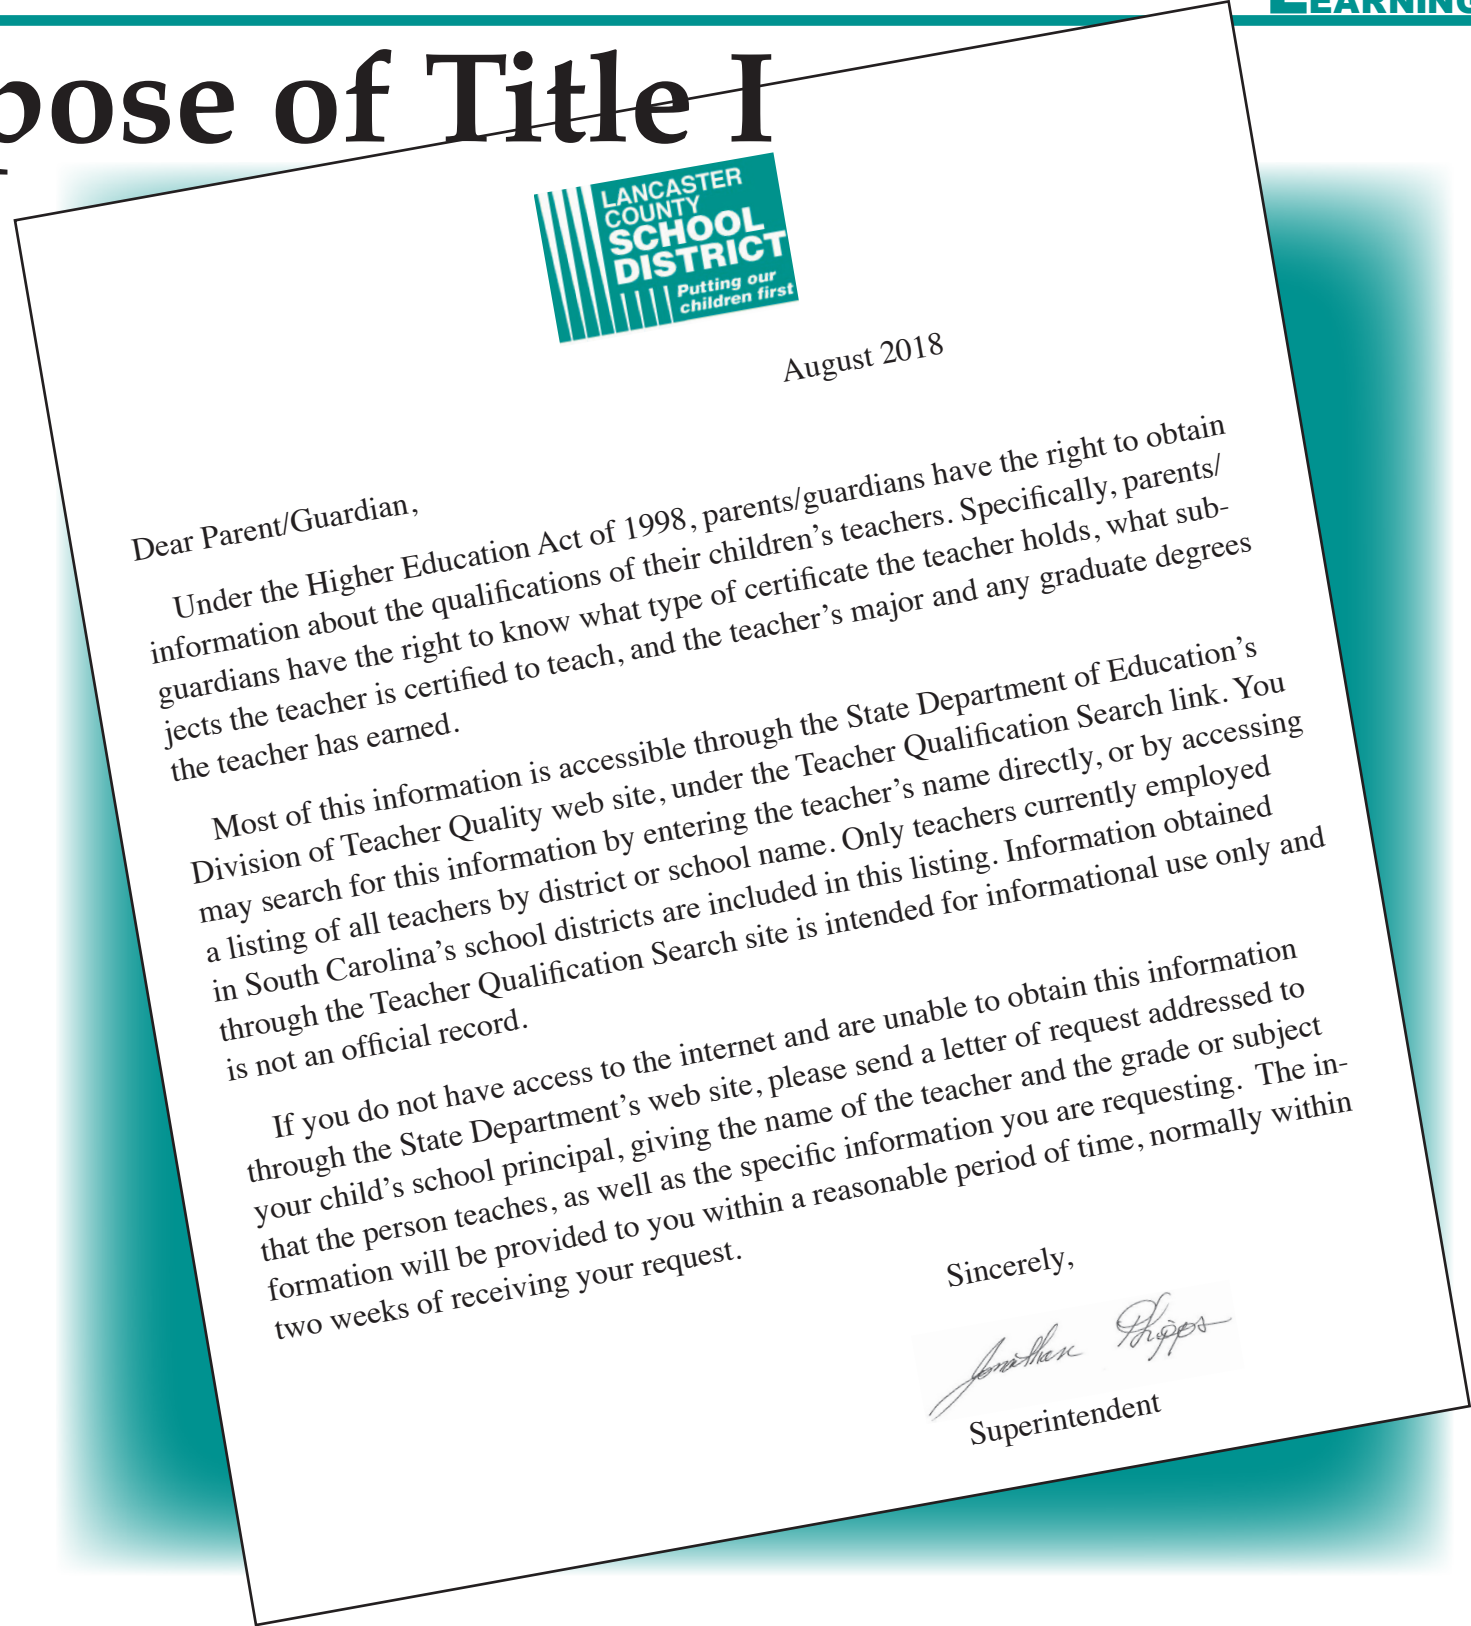 LEARNING
pose of Title I
LANCASTER
COUNTY
SCHOOL
DISTRICT
Putting our
children first
August 2018
Dear Parent/Guardian,
Under the Higher Education Act of 1998, parents/guardians have the right to obtain
information about the qualifications of their children's teachers. Specifically, parents/
guardians have the right to know what type of certificate the teacher holds, what sub-
jects the teacher is certified to teach, and the teacher's major and any graduate degrees
the teacher has earned.
Most of this information is accessible through the State Department of Education's
Division of Teacher Quality web site, under the Teacher Qualification Search link. You
may search for this information by entering the teacher's name directly, or by accessing
a listing of all teachers by district or school name. Only teachers currently employed
in South Carolina's school districts are included in this listing. Information obtained
through the Teacher Qualification Search site is intended for informational use only and
is not an official record.
If you do not have access to the internet and are unable to obtain this information
through the State Department's web site, please send a letter of request addressed to
your child's school principal, giving the name of the teacher and the grade or subject
that the person teaches, as well as the specific information you are requesting.  The in-
formation will be provided to you within a reasonable period of time, normally within
two weeks of receiving your request.
Sincerely,
Jonathan Phipps
Superintendent